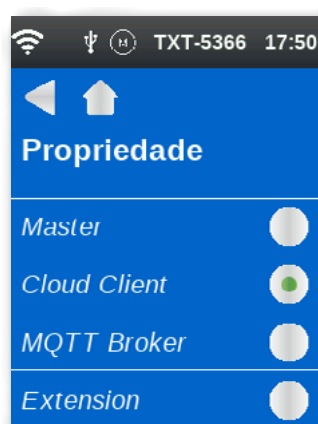 M TXT-5366 17:50
Propriedade
Master
Cloud Client
MQTT Broker
Extension